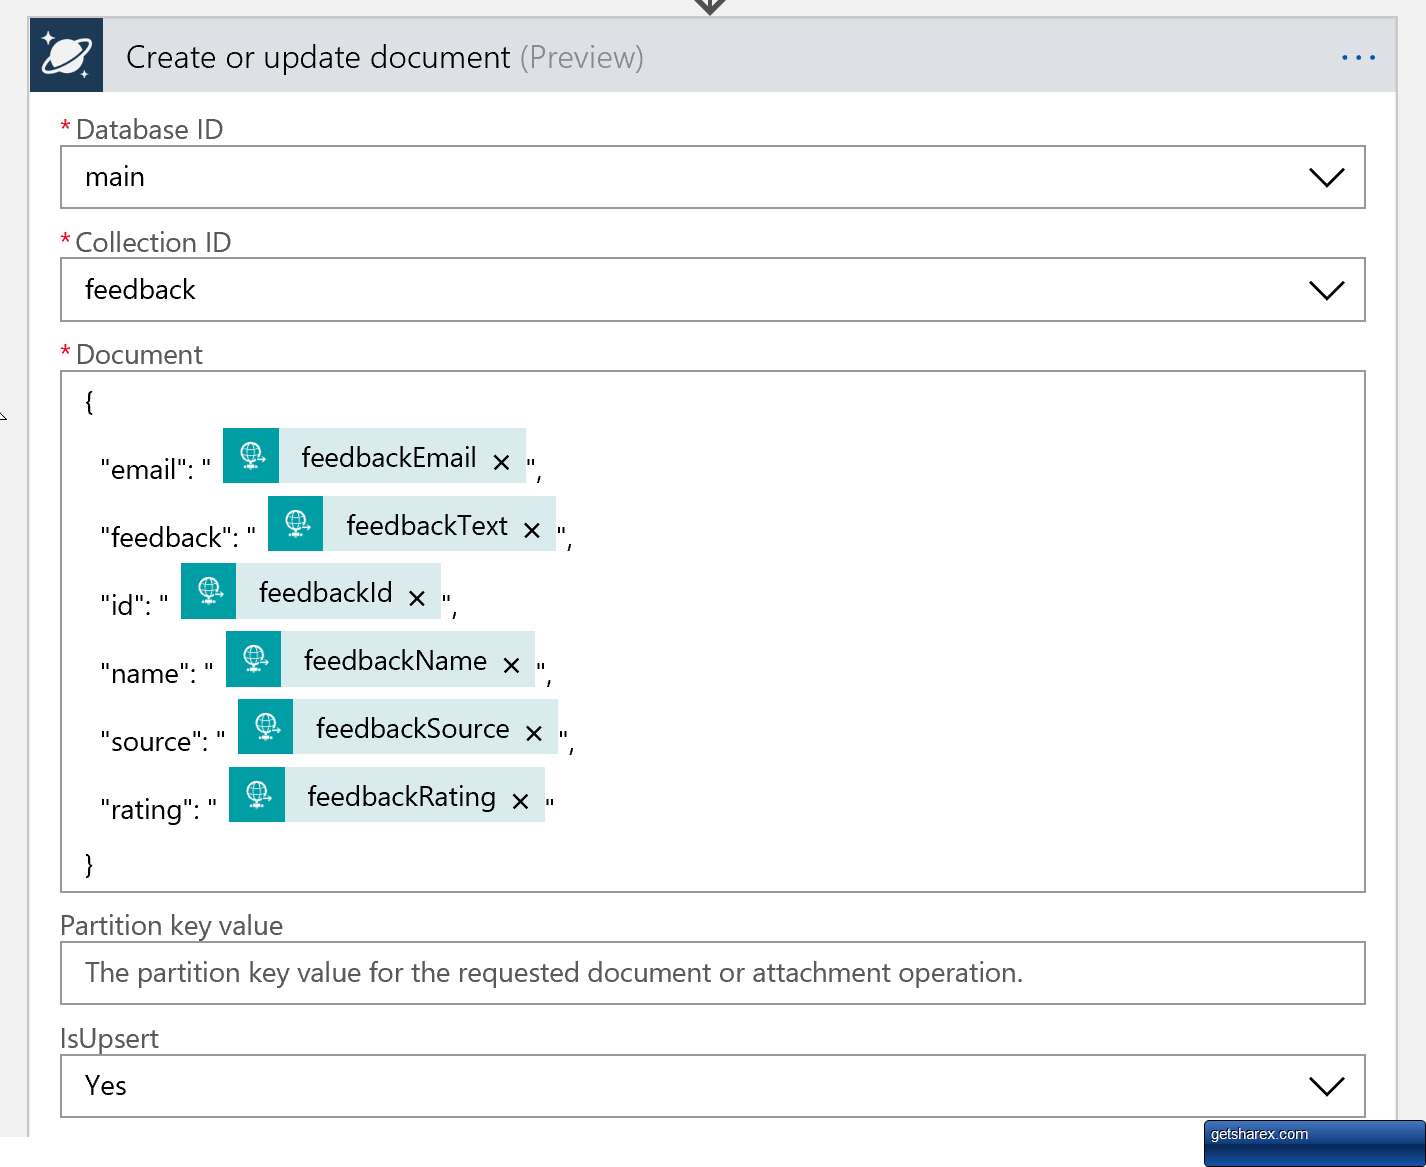 Create or update document (Preview)
* Database ID
main
* Collection ID
feedback
* Document
{
"email": " feedbackEmail × ",
"feedback": " feedbackText × ",
"id": " feedbackId × ",
"name": " feedbackName × ",
"source": " feedbackSource × ",
"rating": " feedbackRating × "
}
Partition key value
The partition key value for the requested document or attachment operation.
IsUpsert
Yes
getsharex.com